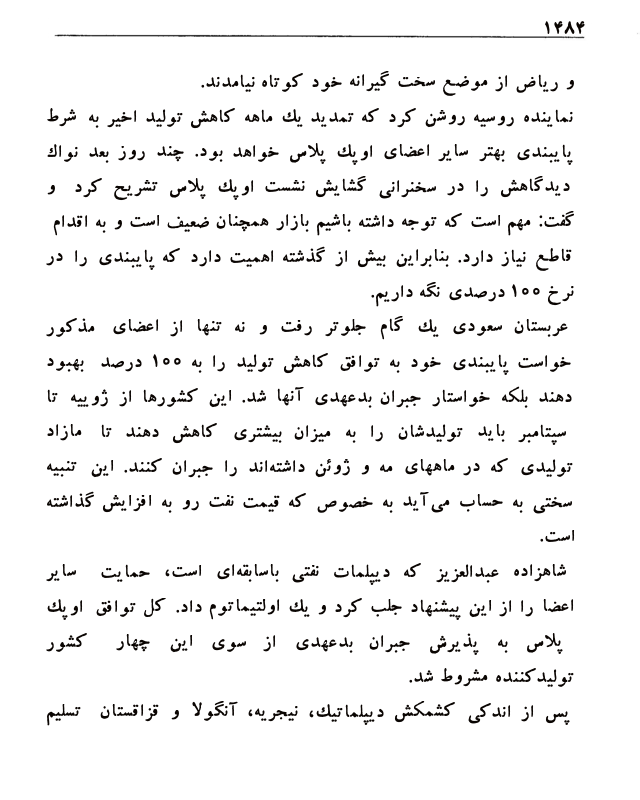 ۱۴۸۴
و ریاض از موضع سخت گیرانه خود کوتاه نیامدند.
نماینده روسیه روشن کرد که تمدید یك ماهه کاهش تولید اخیر به شرط
پایبندی بهتر سایر اعضای اوپك پلاس خواهد بود. چند روز بعد نواك
دیدگاهش را در سخنرانی گشایش نشست اوپك پلاس تشریح کرد و
گفت: مهم است که توجه داشته باشیم بازار همچنان ضعیف است و به اقدام
قاطع نیاز دارد. بنابراین بیش از گذشته اهمیت دارد که پایبندی را در
نرخ ۱۰۰ درصدی نگه داریم.
عربستان سعودی یك گام جلوتر رفت و نه تنها از اعضای مذکور
خواست پایبندی خود به توافق کاهش تولید را به ۱۰۰ درصد بهبود
دهند بلکه خواستار جبران بدعهدی آنها شد. این کشورها از ژوییه تا
سپتامبر باید تولیدشان را به میزان بیشتری کاهش دهند تا مازاد
تولیدی که در ماههای مه و ژوئن داشته‌اند را جبران کنند. این تنبیه
سختی به حساب می‌آید به خصوص که قیمت نفت رو به افزایش گذاشته
است.
شاهزاده عبدالعزیز که دیپلمات نفتی باسابقه‌ای است، حمایت سایر
اعضا را از این پیشنهاد جلب کرد و یك اولتیماتوم داد. کل توافق اوپك
پلاس به پذیرش جبران بدعهدی از سوی این چهار کشور
تولیدکننده مشروط شد.
پس از اندکی کشمکش دیپلماتیك، نیجریه، آنگولا و قزاقستان تسلیم